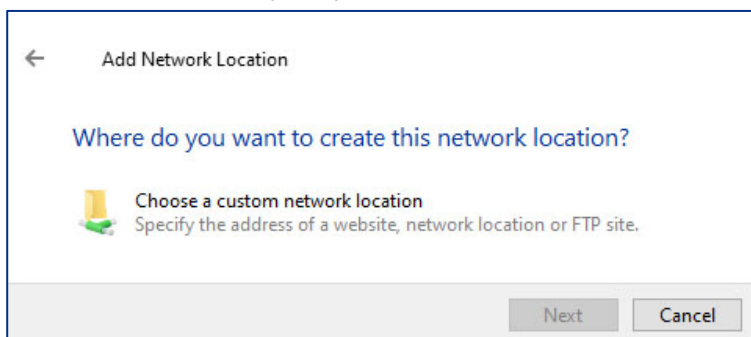 Add Network Location
Where do you want to create this network location?
Choose a custom network location
Specify the address of a website, network location or FTP site.
Next
Cancel